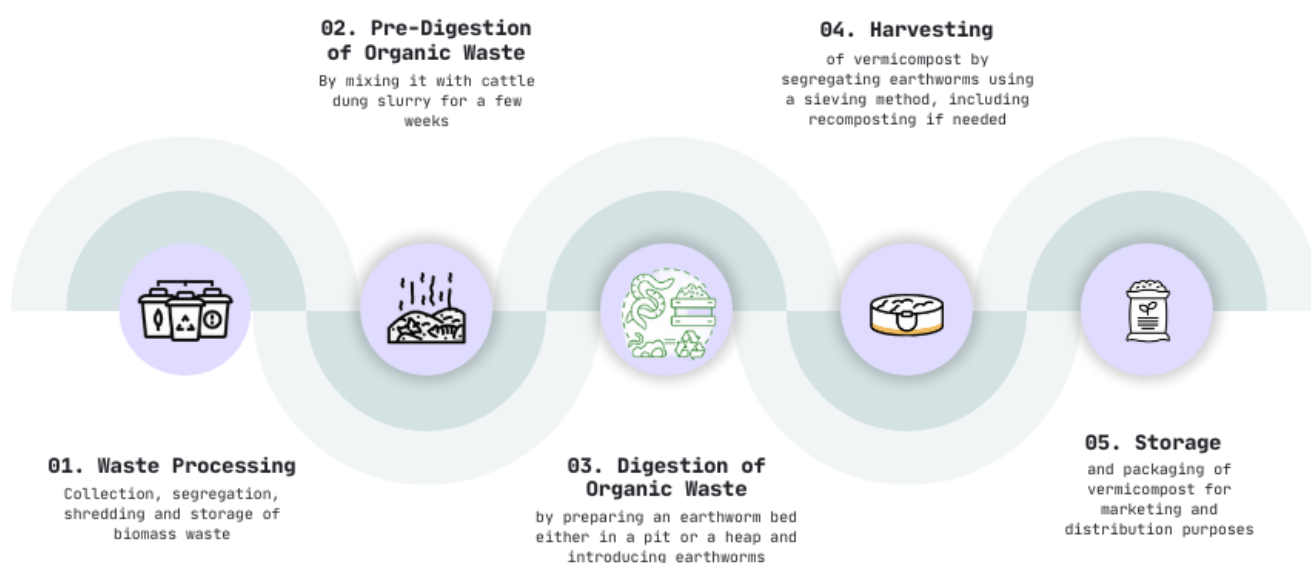 01. Waste Processing
Collection, segregation,
shredding and storage of
biomass waste
02. Pre-Digestion
of Organic Waste
By mixing it with cattle
dung slurry for a few
weeks
03. Digestion of
Organic Waste
by preparing an earthworm bed
either in a pit or a heap and
introducing earthworms
04. Harvesting
of vermicompost by
segregating earthworms using
a sieving method, including
recomposting if needed
05. Storage
and packaging of
vermicompost for
marketing and
distribution purposes